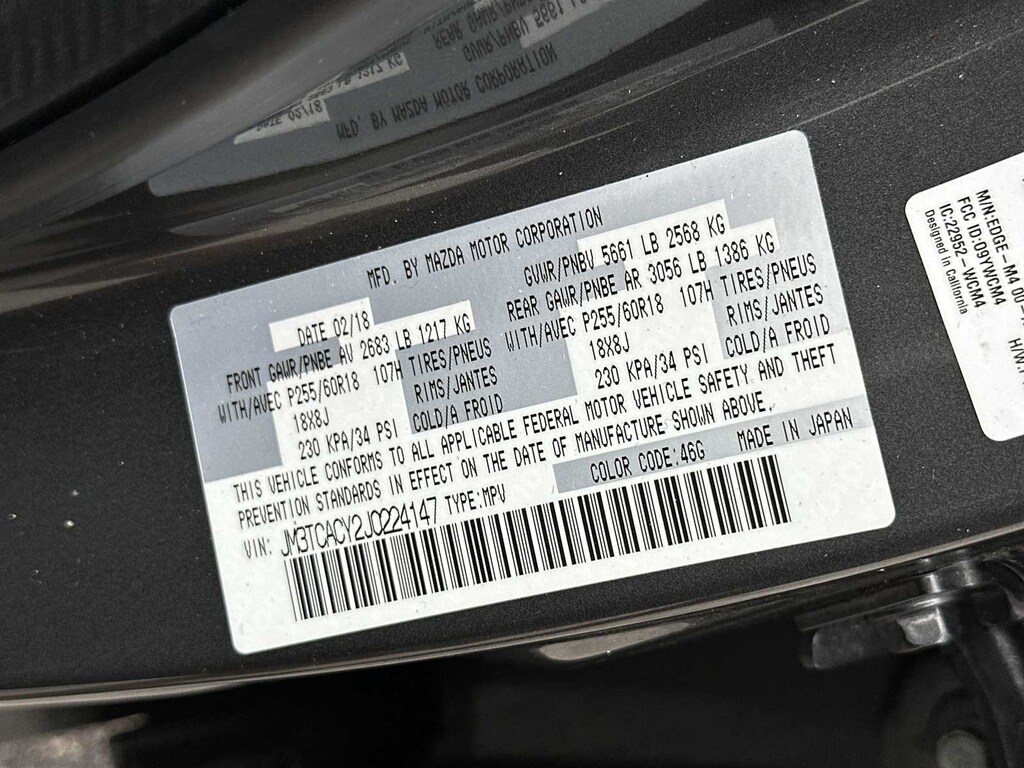 MFD. BY MAZDA MOTOR CORPORATION
DATE 02/18
GVWR/PNBV 5661 LB 2568 KG
FRONT GAWR/PNBE AV 2683 LB 1217 KG
REAR GAWR/PNBE AR 3056 LB 1386 KG
WITH/AVEC P255/60R18 107H TIRES/PNEUS
WITH/AVEC P255/60R18 107H TIRES/PNEUS
18X8J RIMS/JANTES
18X8J RIMS/JANTES
230 KPA/34 PSI COLD/A FROID
230 KPA/34 PSI COLD/A FROID
THIS VEHICLE CONFORMS TO ALL APPLICABLE FEDERAL MOTOR VEHICLE SAFETY AND THEFT
PREVENTION STANDARDS IN EFFECT ON THE DATE OF MANUFACTURE SHOWN ABOVE.
COLOR CODE:46G MADE IN JAPAN
VIN: JM3TCACY2J0224147 TYPE:MPV
M/N:EDGE-M4 00
FCC ID:O9YWCM4
IC:22652-WCM4
Designed in California